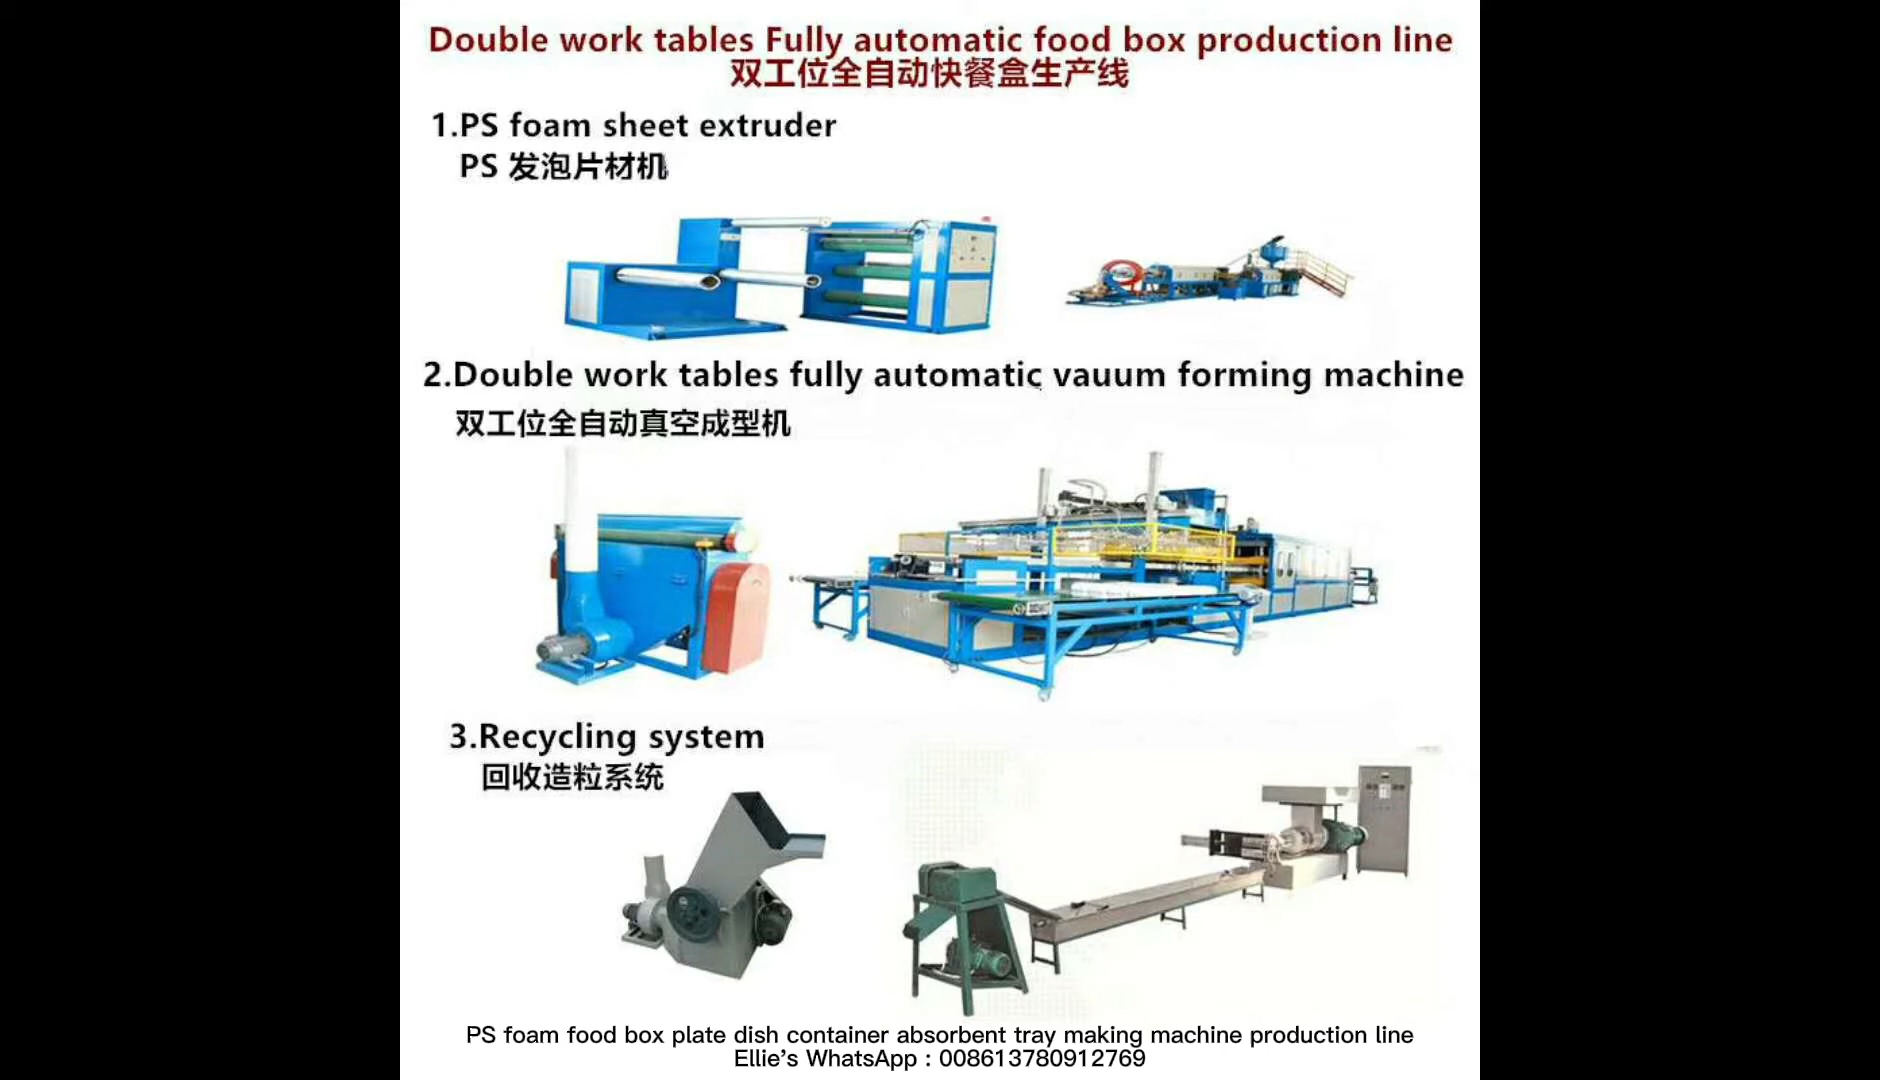 Double work tables Fully automatic food box production line
双工位全自动快餐盒生产线
1.PS foam sheet extruder
PS 发泡片材机
2.Double work tables fully automatic vauum forming machine
双工位全自动真空成型机
3.Recycling system
回收造粒系统
PS foam food box plate dish container absorbent tray making machine production line
Ellie’s WhatsApp : 008613780912769